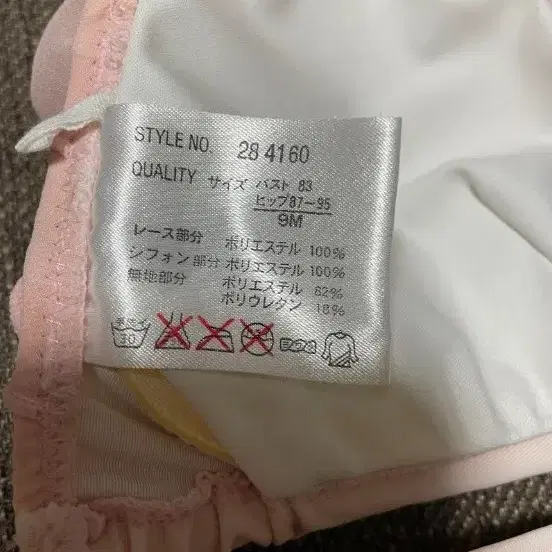 STYLE NO. 28 4160
QUALITY サイズ バスト 83
ヒップ87-95
9M
レース部分 ポリエステル 100%
シフォン部分 ポリエステル 100%
無地部分 ポリエステル 82%
ポリウレタン 18%
30